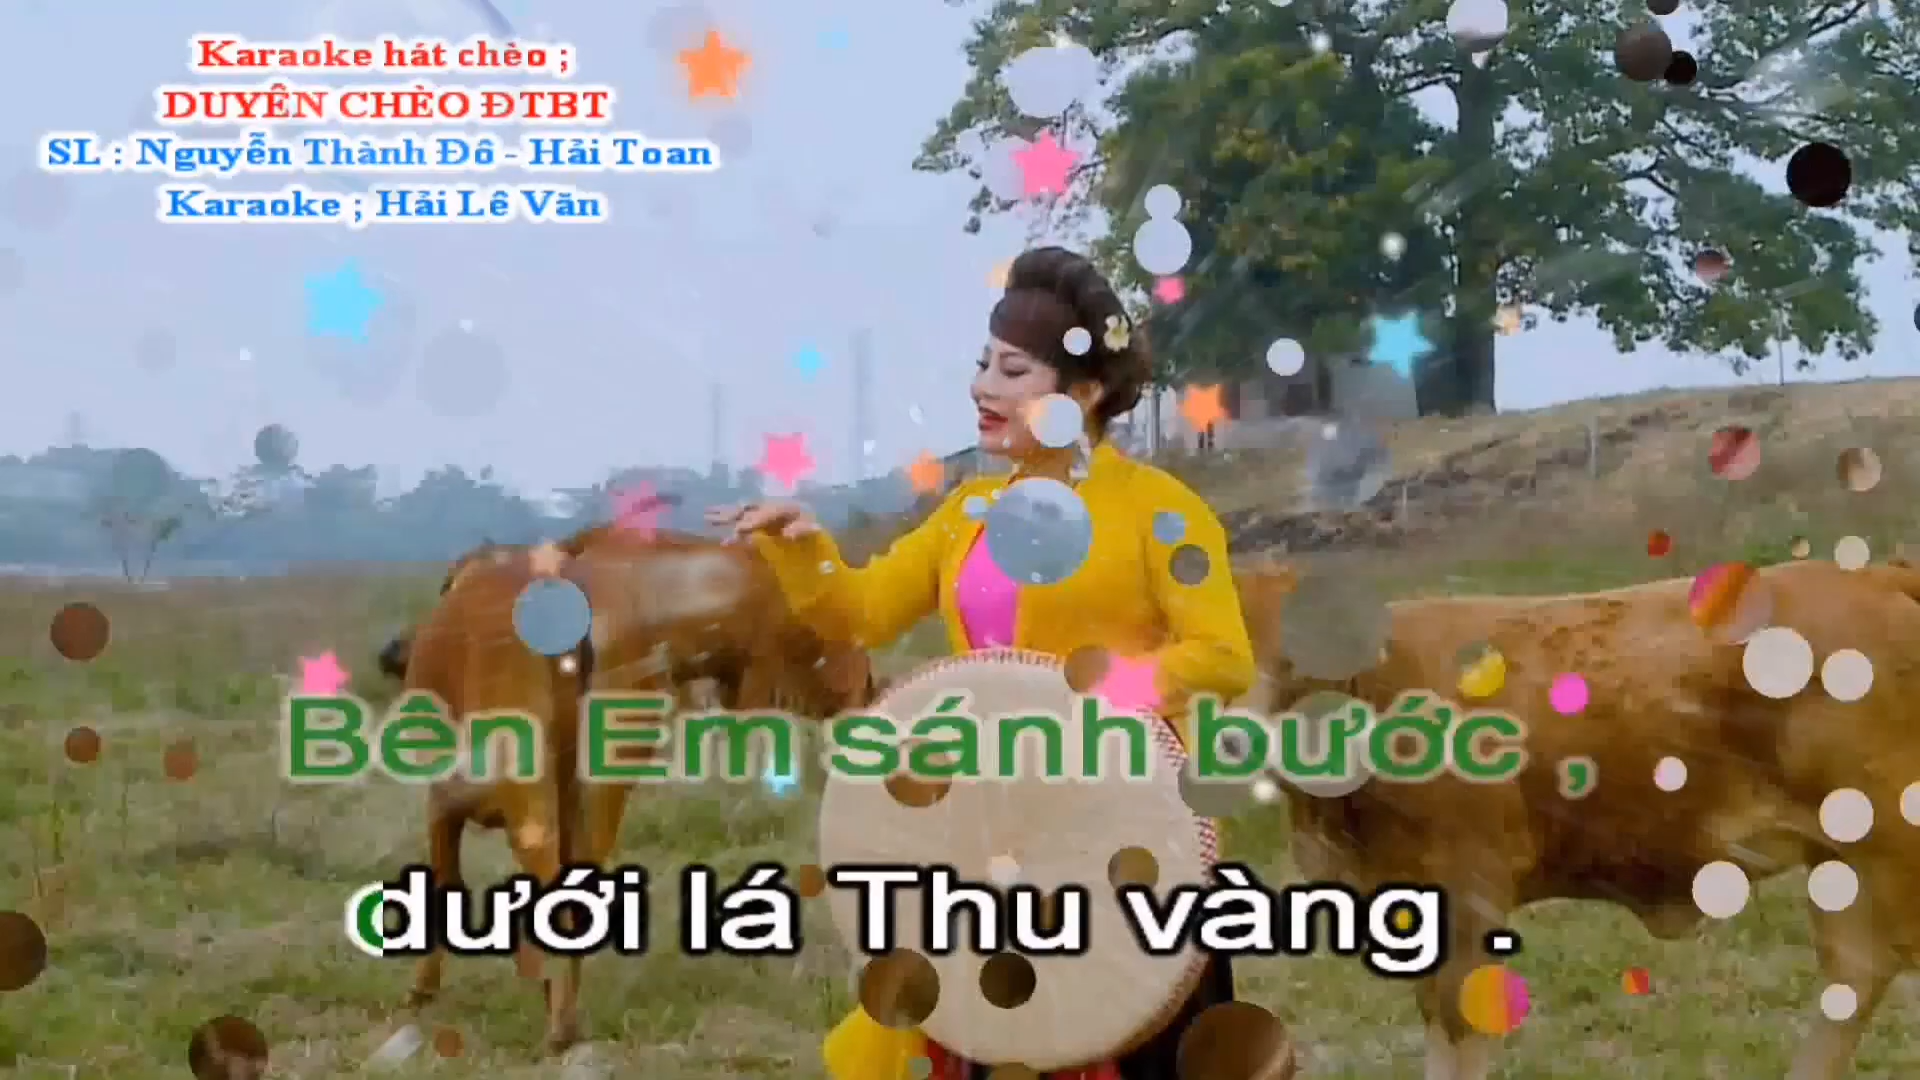 Karaoke hát chèo ;
DUYÊN CHÈO ĐTBT
SL : Nguyễn Thành Đô - Hải Toan
Karaoke ; Hải Lê Văn
Bên Em sánh bước ,
dưới lá Thu vàng .